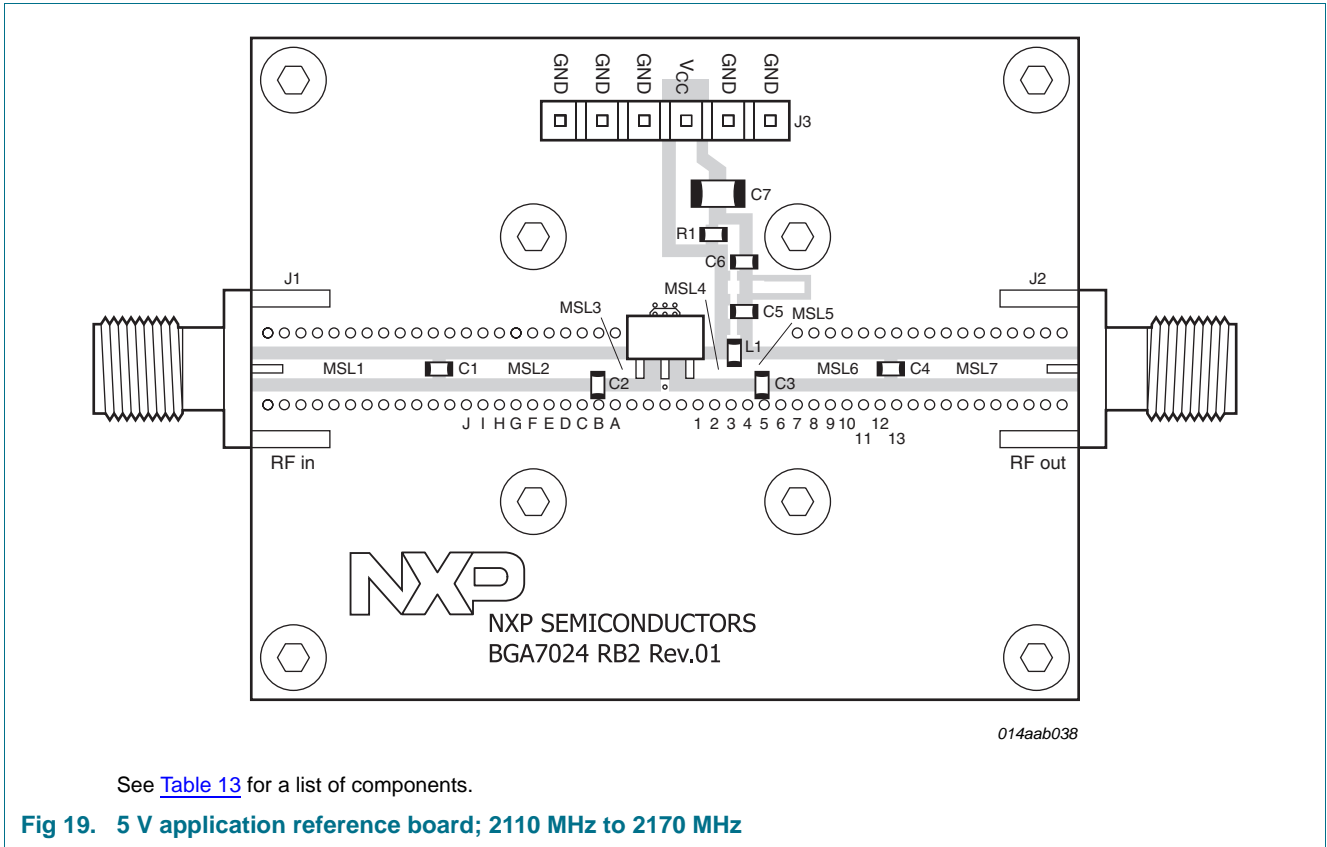 GND GND GND VCC GND GND
J3
C7
R1
C6
J1
MSL4
J2
MSL3
C5
MSL5
L1
MSL1
C1
MSL2
C2
C3
MSL6
C4
MSL7
J I H G F E D C B A
1 2 3 4 5 6 7 8 9 10 12
11 13
RF in
RF out
NXP
NXP SEMICONDUCTORS
BGA7024 RB2 Rev.01
014aab038
See Table 13 for a list of components.
Fig 19. 5 V application reference board; 2110 MHz to 2170 MHz